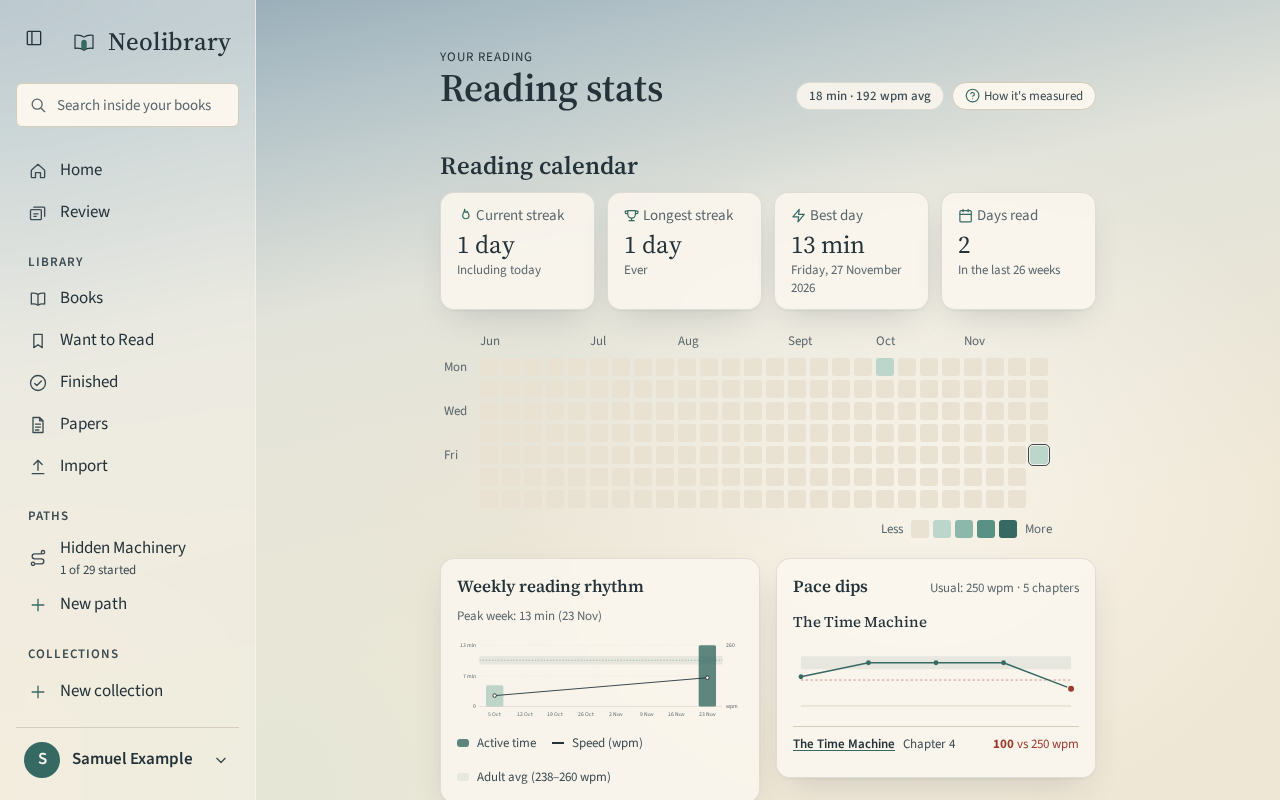 Neolibrary
Search inside your books
Home
Review
LIBRARY
Books
Want to Read
Finished
Papers
Import
PATHS
Hidden Machinery
1 of 29 started
New path
COLLECTIONS
New collection
S
Samuel Example
YOUR READING
Reading stats
18 min · 192 wpm avg
How it's measured
Reading calendar
Current streak
1 day
Including today
Longest streak
1 day
Ever
Best day
13 min
Friday, 27 November
2026
Days read
2
In the last 26 weeks
Jun Jul Aug Sept Oct Nov
Mon
Wed
Fri
Less More
Weekly reading rhythm
Peak week: 13 min (23 Nov)
13 min 260
7 min
0 wpm
5 Oct 12 Oct 19 Oct 26 Oct 2 Nov 9 Nov 16 Nov 23 Nov
Active time Speed (wpm)
Adult avg (238–260 wpm)
Pace dips Usual: 250 wpm · 5 chapters
The Time Machine
The Time Machine Chapter 4 100 vs 250 wpm